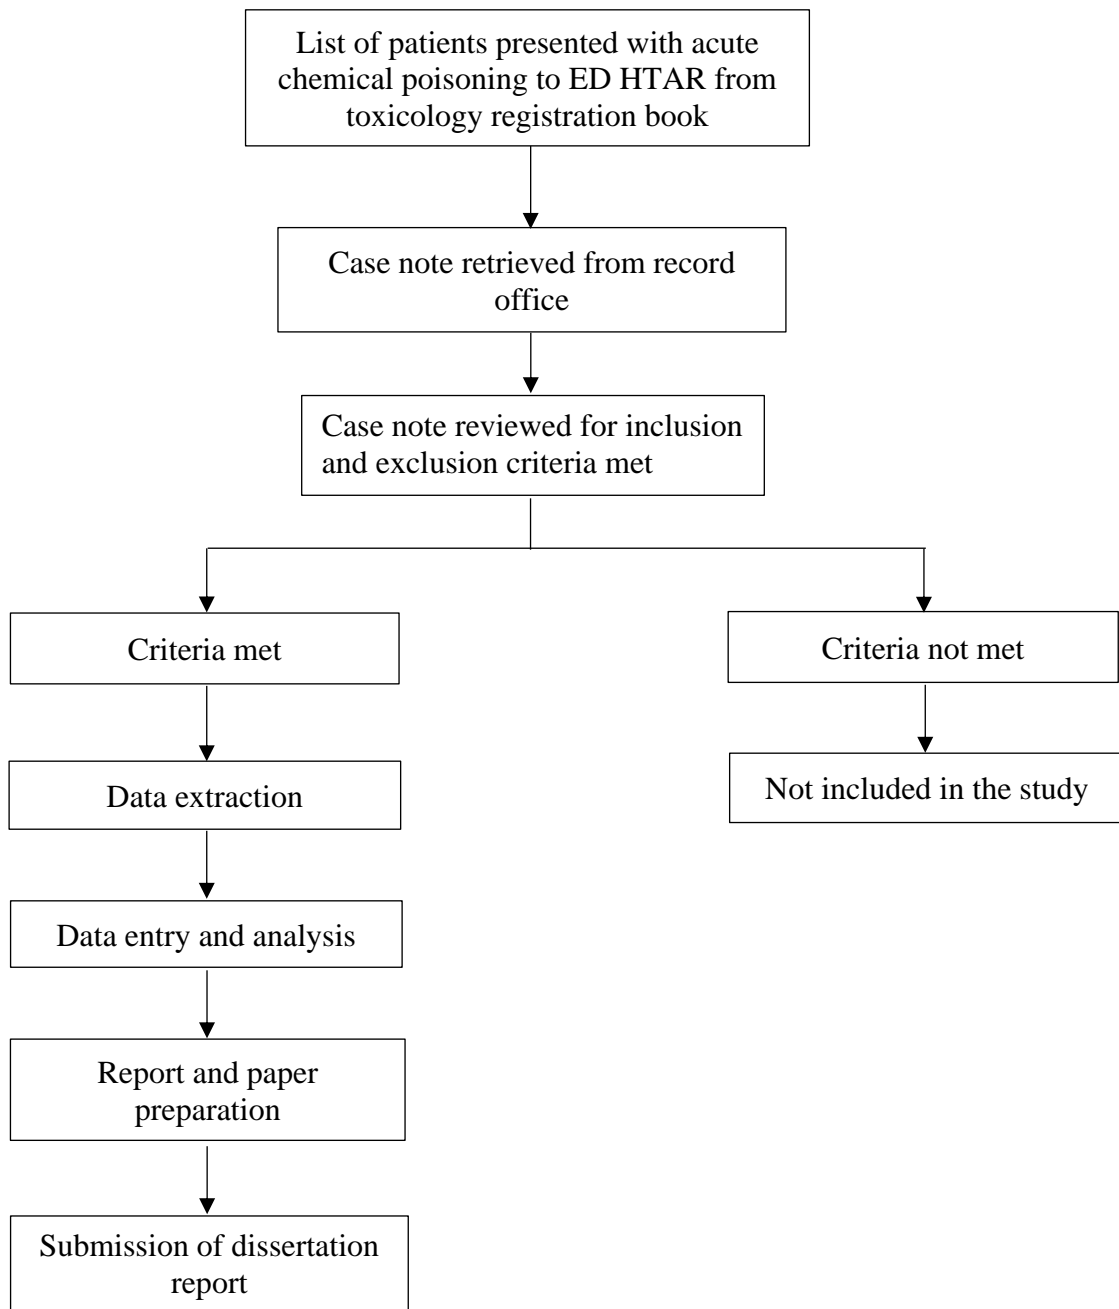 List of patients presented with acute
chemical poisoning to ED HTAR from
toxicology registration book
Case note retrieved from record
office
Case note reviewed for inclusion
and exclusion criteria met
Criteria met
Criteria not met
Data extraction
Not included in the study
Data entry and analysis
Report and paper
preparation
Submission of dissertation
report